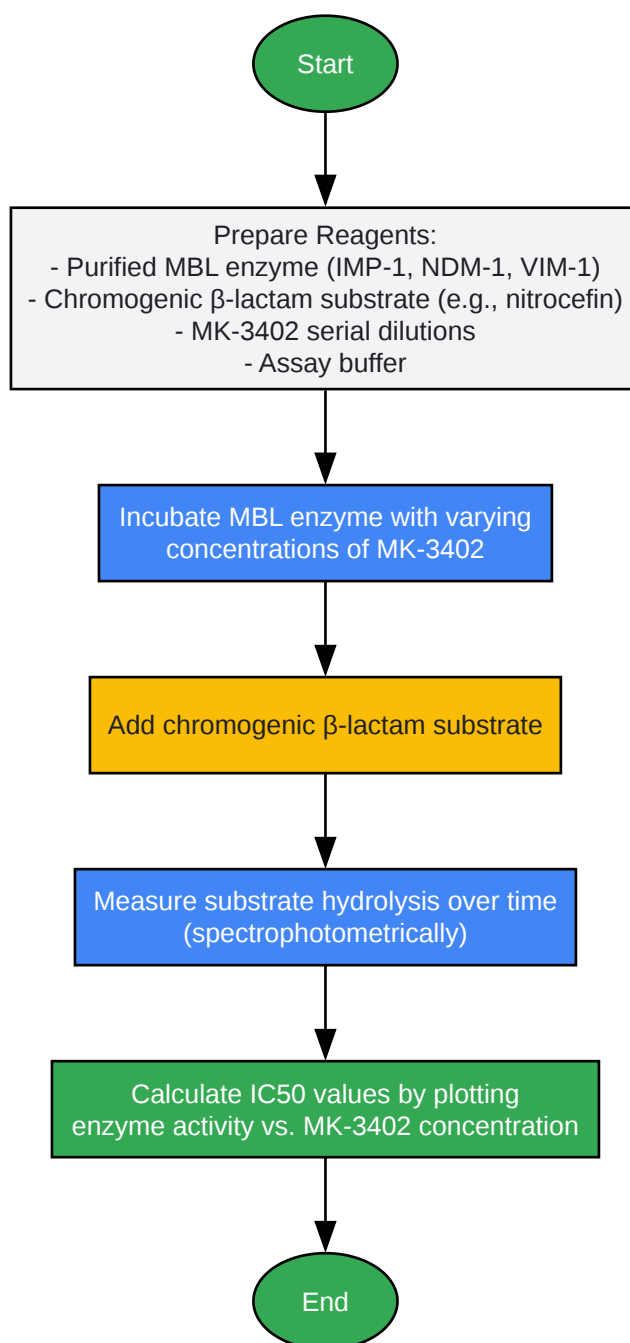 Start
Prepare Reagents:
- Purified MBL enzyme (IMP-1, NDM-1, VIM-1)
- Chromogenic β-lactam substrate (e.g., nitrocefin)
- MK-3402 serial dilutions
- Assay buffer
Incubate MBL enzyme with varying
concentrations of MK-3402
Add chromogenic β-lactam substrate
Measure substrate hydrolysis over time
(spectrophotometrically)
Calculate IC50 values by plotting
enzyme activity vs. MK-3402 concentration
End